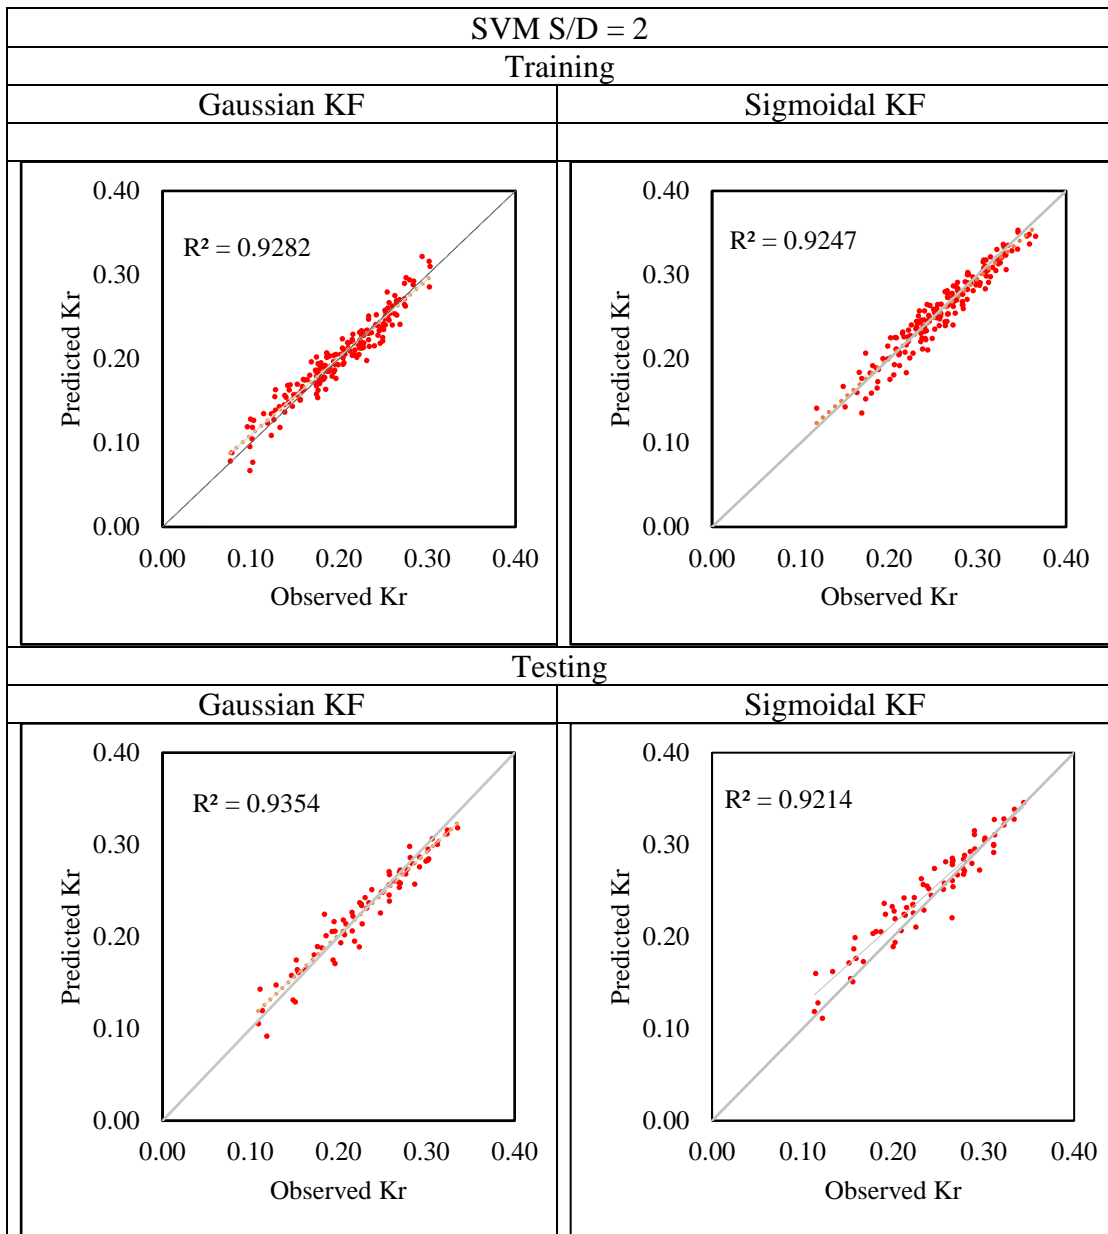 SVM S/D = 2
Training
Gaussian KF
Sigmoidal KF
0.40
0.30
0.20
0.10
0.00
Predicted Kr
R² = 0.9282
0.00 0.10 0.20 0.30 0.40
Observed Kr
0.40
0.30
0.20
0.10
0.00
Predicted Kr
R² = 0.9247
0.00 0.10 0.20 0.30 0.40
Observed Kr
Testing
Gaussian KF
Sigmoidal KF
0.40
0.30
0.20
0.10
0.00
Predicted Kr
R² = 0.9354
0.00 0.10 0.20 0.30 0.40
Observed Kr
0.40
0.30
0.20
0.10
0.00
Predicted Kr
R² = 0.9214
0.00 0.10 0.20 0.30 0.40
Observed Kr